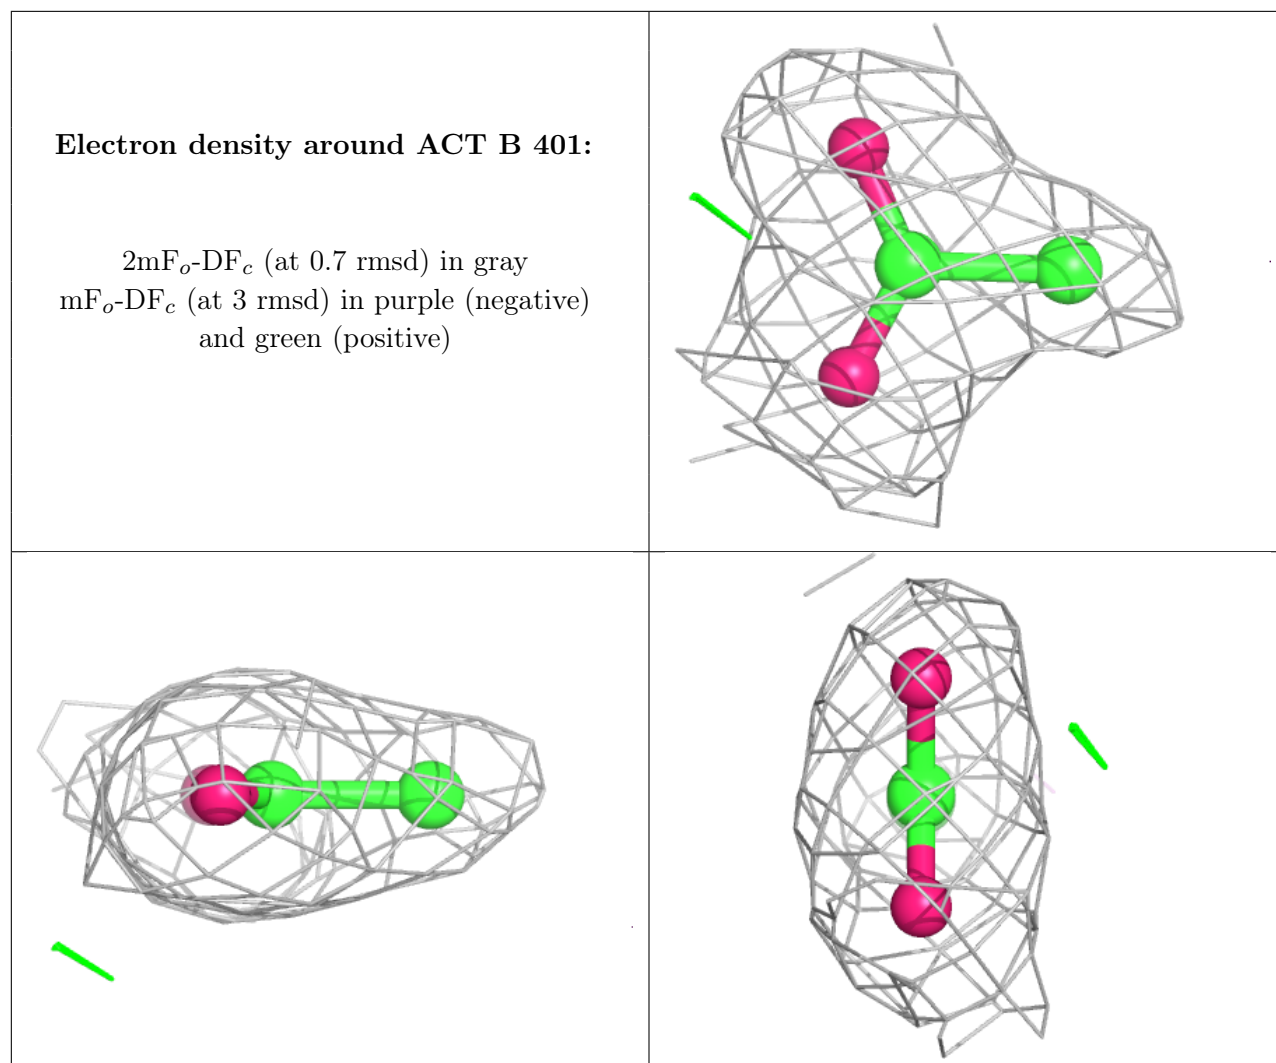 Electron density around ACT B 401:
2mFo-DFc (at 0.7 rmsd) in gray
mFo-DFc (at 3 rmsd) in purple (negative)
and green (positive)